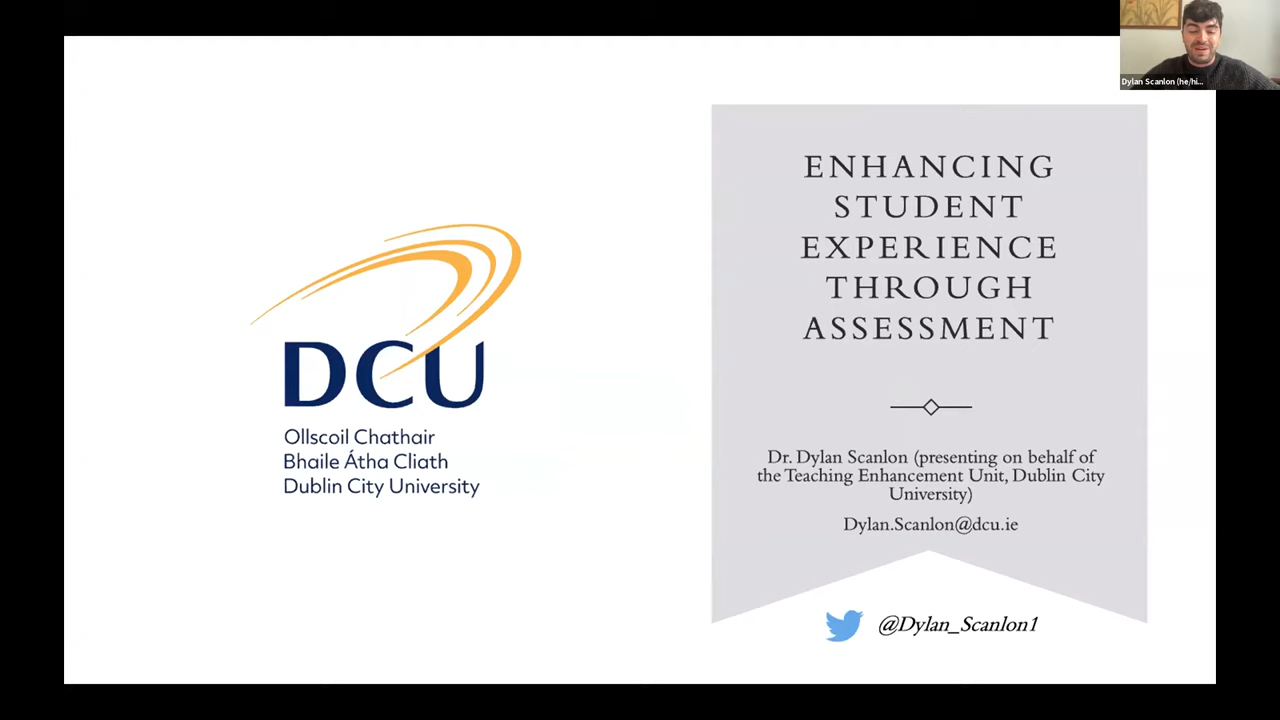 Dylan Scanlon (he/hi...
ENHANCING
STUDENT
EXPERIENCE
THROUGH
ASSESSMENT
DCU
Ollscoil Chathair
Bhaile Átha Cliath
Dublin City University
Dr. Dylan Scanlon (presenting on behalf of
the Teaching Enhancement Unit, Dublin City
University)
Dylan.Scanlon@dcu.ie
@Dylan_Scanlon1